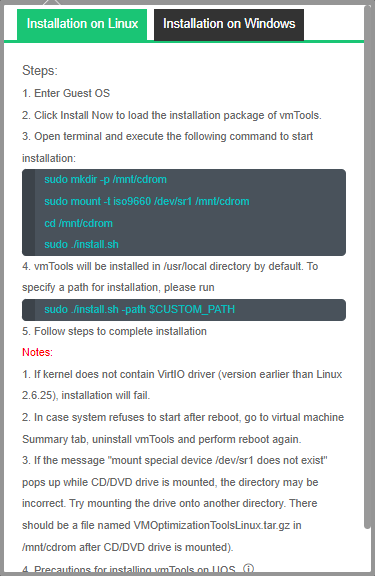 Installation on Linux
Installation on Windows
Steps:
1. Enter Guest OS
2. Click Install Now to load the installation package of vmTools.
3. Open terminal and execute the following command to start
installation:
sudo mkdir -p /mnt/cdrom
sudo mount -t iso9660 /dev/sr1 /mnt/cdrom
cd /mnt/cdrom
sudo ./install.sh
4. vmTools will be installed in /usr/local directory by default. To
specify a path for installation, please run
sudo ./install.sh -path $CUSTOM_PATH
5. Follow steps to complete installation
Notes:
1. If kernel does not contain VirtIO driver (version earlier than Linux
2.6.25), installation will fail.
2. In case system refuses to start after reboot, go to virtual machine
Summary tab, uninstall vmTools and perform reboot again.
3. If the message "mount special device /dev/sr1 does not exist"
pops up while CD/DVD drive is mounted, the directory may be
incorrect. Try mounting the drive onto another directory. There
should be a file named VMOptimizationToolsLinux.tar.gz in
/mnt/cdrom after CD/DVD drive is mounted).
4. Precautions for installing vmTools on UOS.